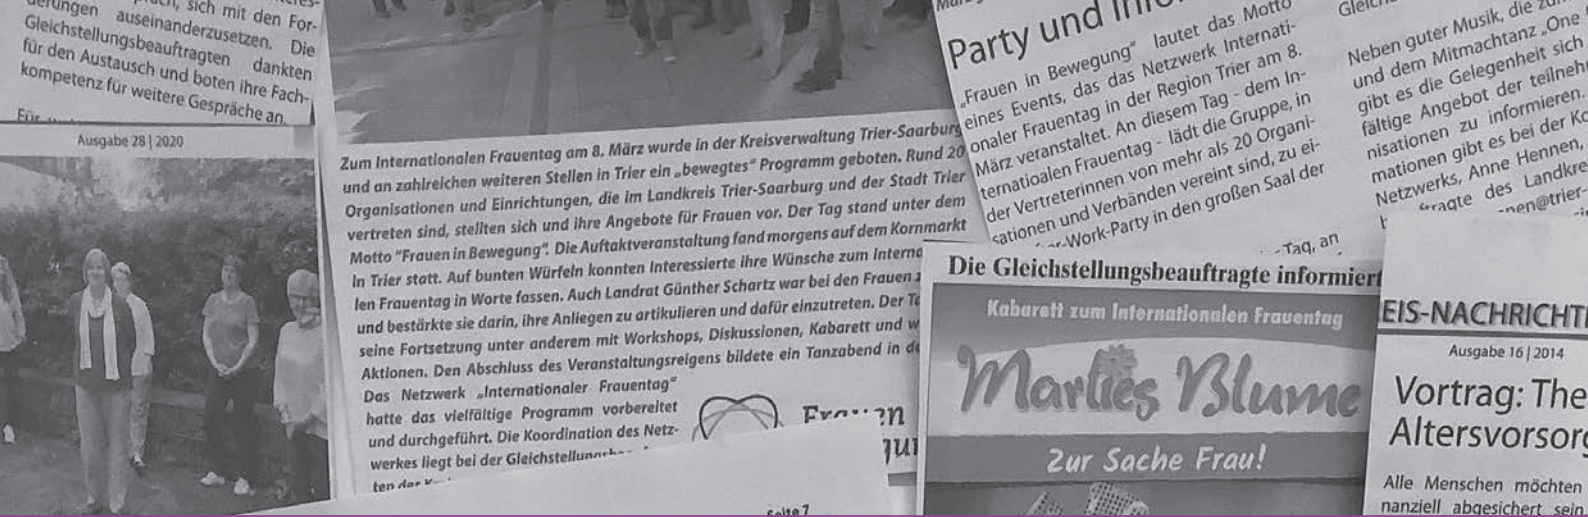 sich mit den For-
auseinanderzusetzen. Die
Gleichstellungsbeauftragten dankten
für den Austausch und boten ihre Fach-
kompetenz für weitere Gespräche an.
Für
Ausgabe 28 | 2020
Zum Internationalen Frauentag am 8. März wurde in der Kreisverwaltung Trier-Saarburg
und an zahlreichen weiteren Stellen in Trier ein „bewegtes" Programm geboten. Rund 20
Organisationen und Einrichtungen, die im Landkreis Trier-Saarburg und der Stadt Trier
vertreten sind, stellten sich und ihre Angebote für Frauen vor. Der Tag stand unter dem
Motto "Frauen in Bewegung". Die Auftaktveranstaltung fand morgens auf dem Kornmarkt
in Trier statt. Auf bunten Würfeln konnten Interessierte ihre Wünsche zum Interna
len Frauentag in Worte fassen. Auch Landrat Günther Schartz war bei den Frauen
und bestärkte sie darin, ihre Anliegen zu artikulieren und dafür einzutreten. Der
seine Fortsetzung unter anderem mit Workshops, Diskussionen, Kabarett und w
Aktionen. Den Abschluss des Veranstaltungsreigens bildete ein Tanzabend in
Das Netzwerk „Internationaler Frauentag"
hatte das vielfältige Programm vorbereitet
und durchgeführt. Die Koordination des Netz-
werkes liegt bei der
Seite 7
Party und
„Frauen in Bewegung" lautet das Motto
eines Events, das das Netzwerk Internati-
onaler Frauentag in der Region Trier am 8.
März veranstaltet. An diesem Tag - dem In-
ternatioalen Frauentag - lädt die Gruppe, in
der Vertreterinnen von mehr als 20 Organi-
sationen und Verbänden vereint sind, zu ei-
-Work-Party in den großen Saal der
-Tag, an
Neben guter Musik, die
und dem Mitmachtanz „One
gibt es die Gelegenheit sich
fältige Angebot der teilneh
nisationen zu informieren.
mationen gibt es bei der
Netzwerks, Anne Hennen,
des Landkre
nen@trier-
Die Gleichstellungsbeauftragte informiert
Kabarett zum Internationalen Frauentag
Marlies Blume
Zur Sache Frau!
EIS-NACHRICHT
Ausgabe 16 | 2014
Vortrag: The
Altersvorsorg
Alle Menschen möchten
nanziell abgesichert sein.